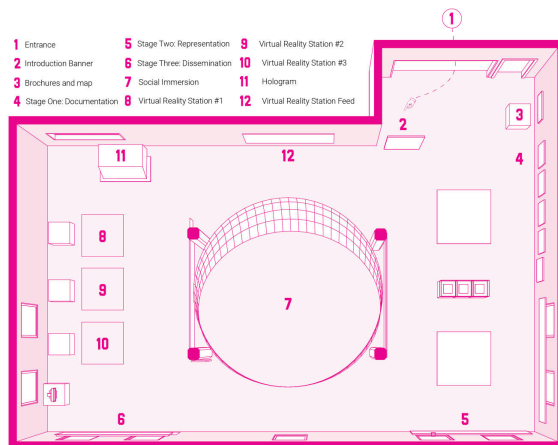 1 Entrance
2 Introduction Banner
3 Brochures and map
4 Stage One: Documentation
5 Stage Two: Representation
6 Stage Three: Dissemination
7 Social Immersion
8 Virtual Reality Station #1
9 Virtual Reality Station #2
10 Virtual Reality Station #3
11 Hologram
12 Virtual Reality Station Feed
1
2
3
4
11
12
8
9
7
10
6
5